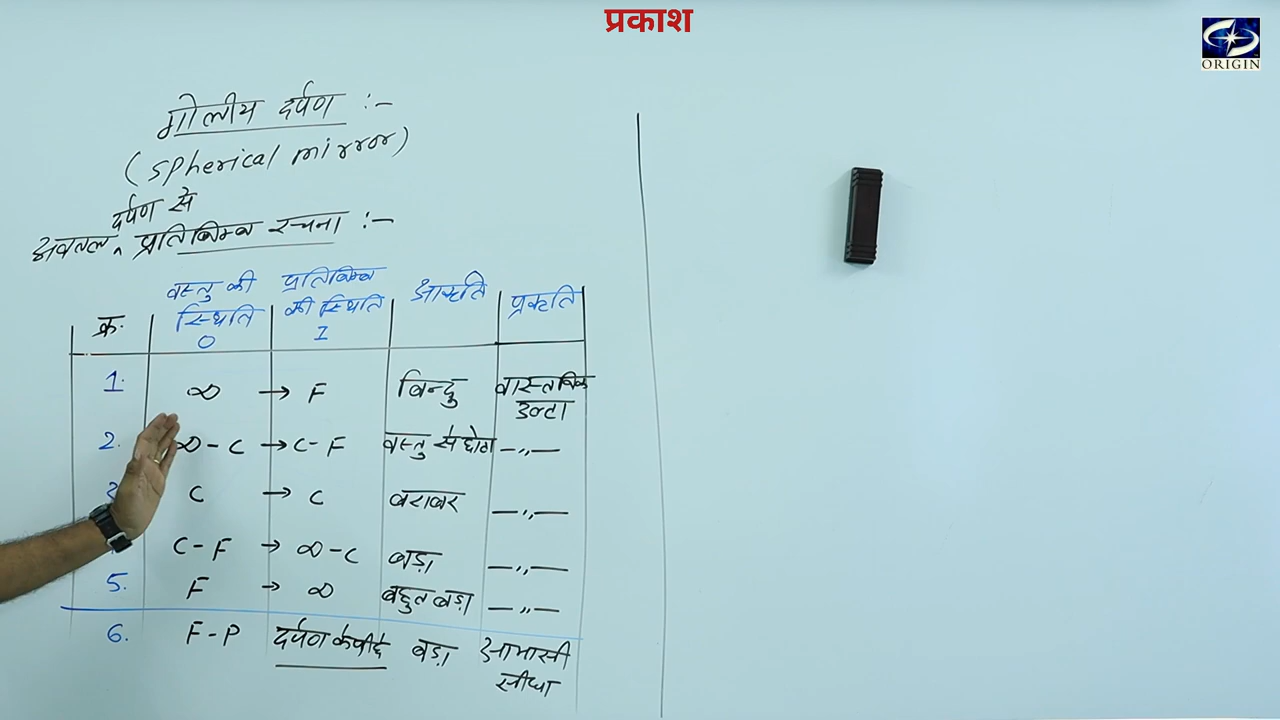 प्रकाश
ORIGIN
गोलीय दर्पण :-
(Spherical mirror)
दर्पण से
अवतल ^ प्रतिबिम्ब रचना :-
क्र. वस्तु की स्थिति O प्रतिबिम्ब की स्थिति I आकृति प्रकृति
1. ∞ → F बिन्दु वास्तविक उल्टा
2. ∞ - C → C - F वस्तु से छोटा —〃—
C → C बराबर —〃—
C - F → ∞ - C बड़ा —〃—
5. F → ∞ बहुत बड़ा —〃—
6. F - P दर्पण के पीछे बड़ा आभासी सीधा